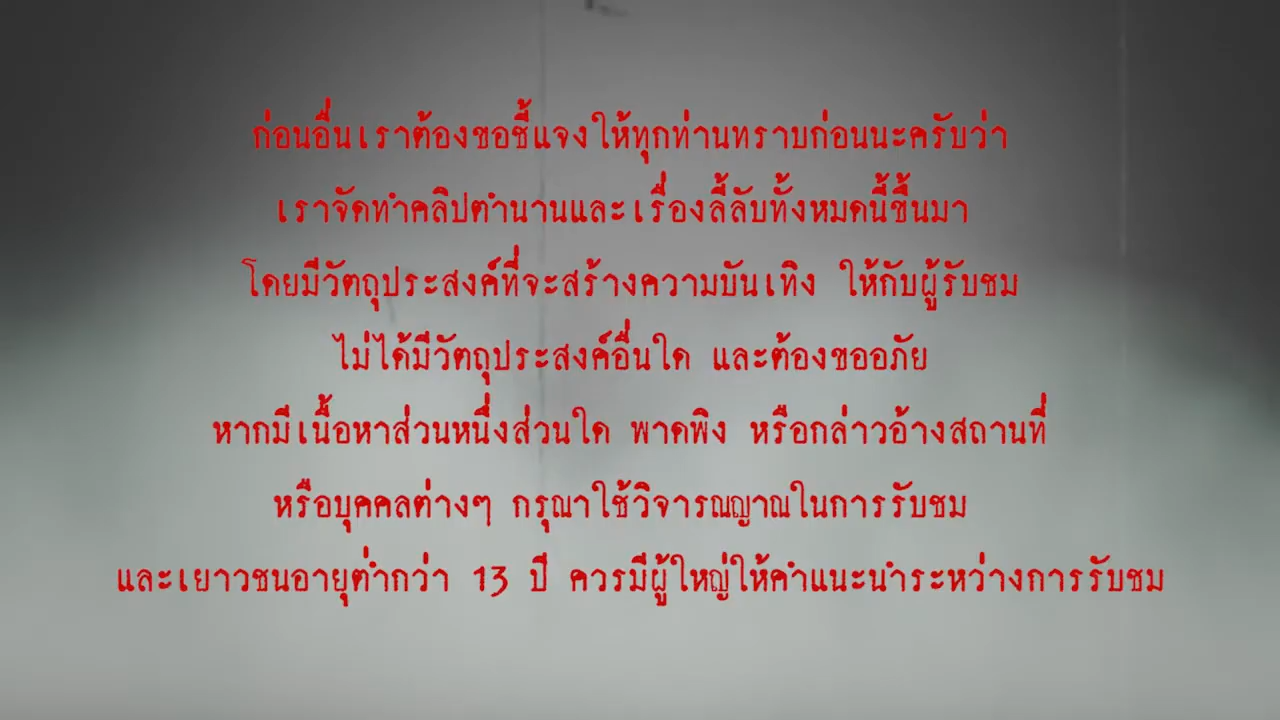 ก่อนอื่นเราต้องขอชี้แจงให้ทุกท่านทราบก่อนนะครับว่า
เราจัดทำคลิปตำนานและเรื่องลี้ลับทั้งหมดนี้ขึ้นมา
โดยมีวัตถุประสงค์ที่จะสร้างความบันเทิง ให้กับผู้รับชม
ไม่ได้มีวัตถุประสงค์อื่นใด และต้องขออภัย
หากมีเนื้อหาส่วนหนึ่งส่วนใด พาดพิง หรือกล่าวอ้างสถานที่
หรือบุคคลต่างๆ กรุณาใช้วิจารณญาณในการรับชม
และเยาวชนอายุต่ำกว่า 13 ปี ควรมีผู้ใหญ่ให้คำแนะนำระหว่างการรับชม